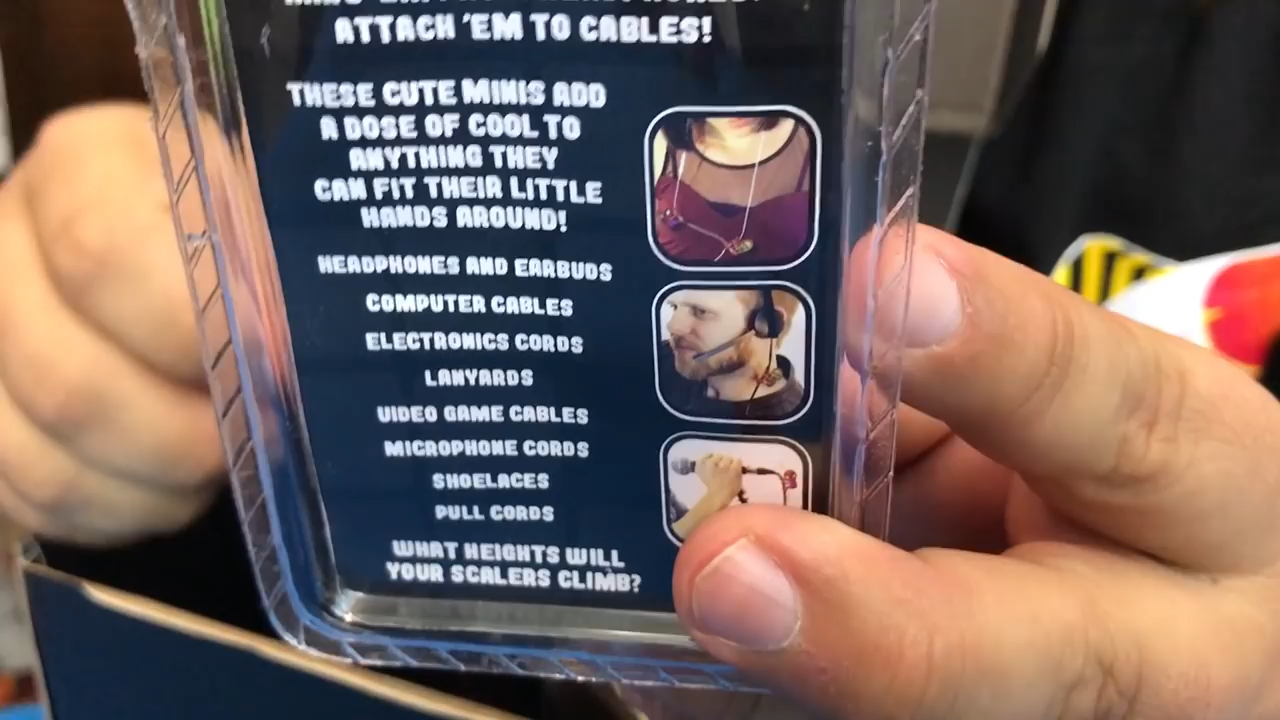 ATTACH 'EM TO CABLES!
THESE CUTE MINIS ADD
A DOSE OF COOL TO
ANYTHING THEY
CAN FIT THEIR LITTLE
HANDS AROUND!
HEADPHONES AND EARBUDS
COMPUTER CABLES
ELECTRONICS CORDS
LANYARDS
VIDEO GAME CABLES
MICROPHONE CORDS
SHOELACES
PULL CORDS
WHAT HEIGHTS WILL
YOUR SCALERS CLIMB?